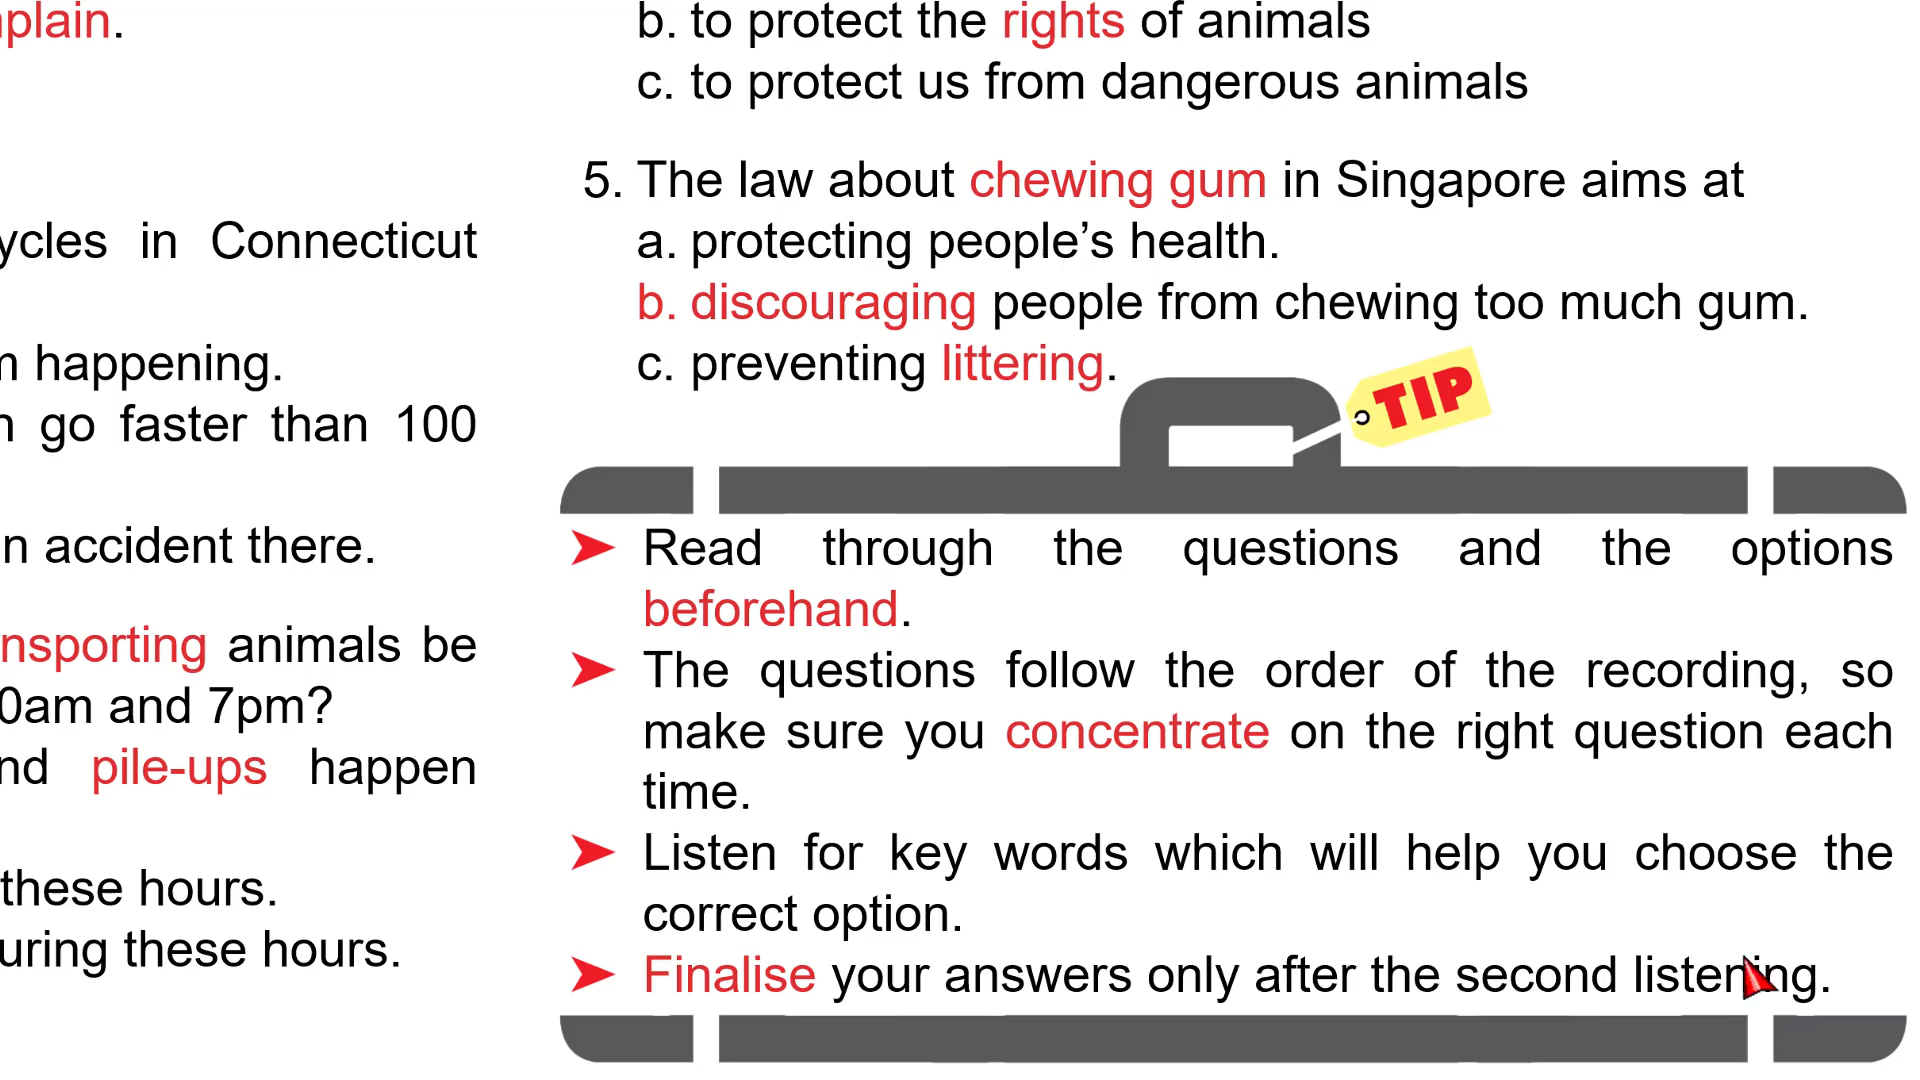 plain.
ycles in Connecticut
happening.
go faster than 100
n accident there.
nsporting animals be
0am and 7pm?
nd pile-ups happen
these hours.
uring these hours.
b. to protect the rights of animals
c. to protect us from dangerous animals
5. The law about chewing gum in Singapore aims at
a. protecting people’s health.
b. discouraging people from chewing too much gum.
c. preventing littering.
TIP
➤ Read through the questions and the options
beforehand.
➤ The questions follow the order of the recording, so
make sure you concentrate on the right question each
time.
➤ Listen for key words which will help you choose the
correct option.
➤ Finalise your answers only after the second listening.